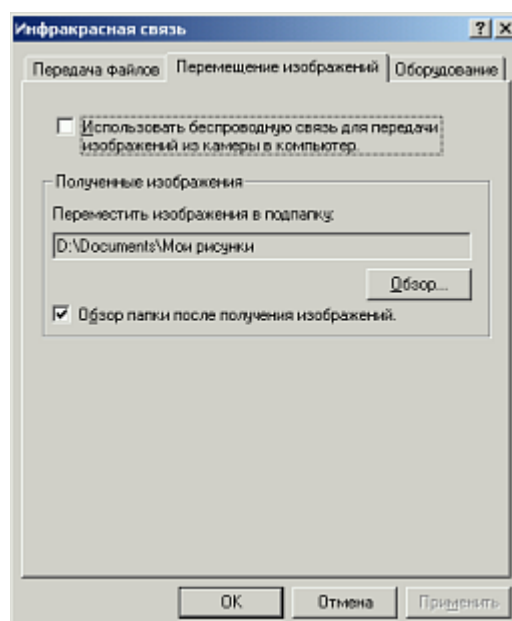 Инфракрасная связь
Передача файлов Перемещение изображений Оборудование
Использовать беспроводную связь для передачи
изображений из камеры в компьютер.
Полученные изображения
Переместить изображения в подпапку:
D:\Documents\Мои рисунки
Обзор...
Обзор папки после получения изображений.
OK Отмена Применить